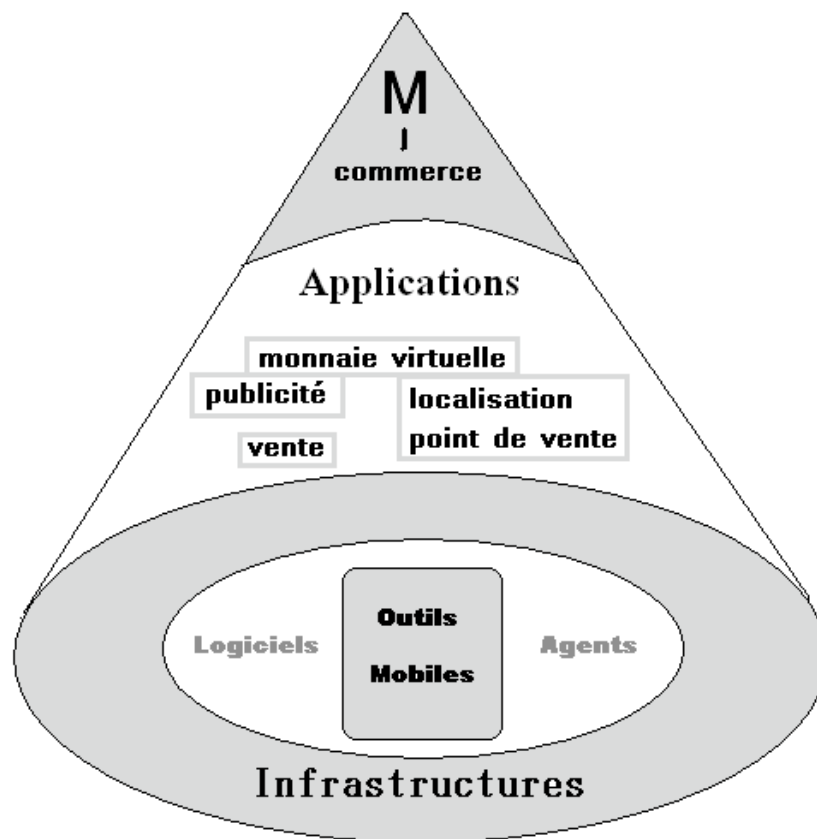 M
commerce
Applications
monnaie virtuelle
publicité
localisation
point de vente
vente
Outils
Logiciels
Agents
Mobiles
Infrastructures